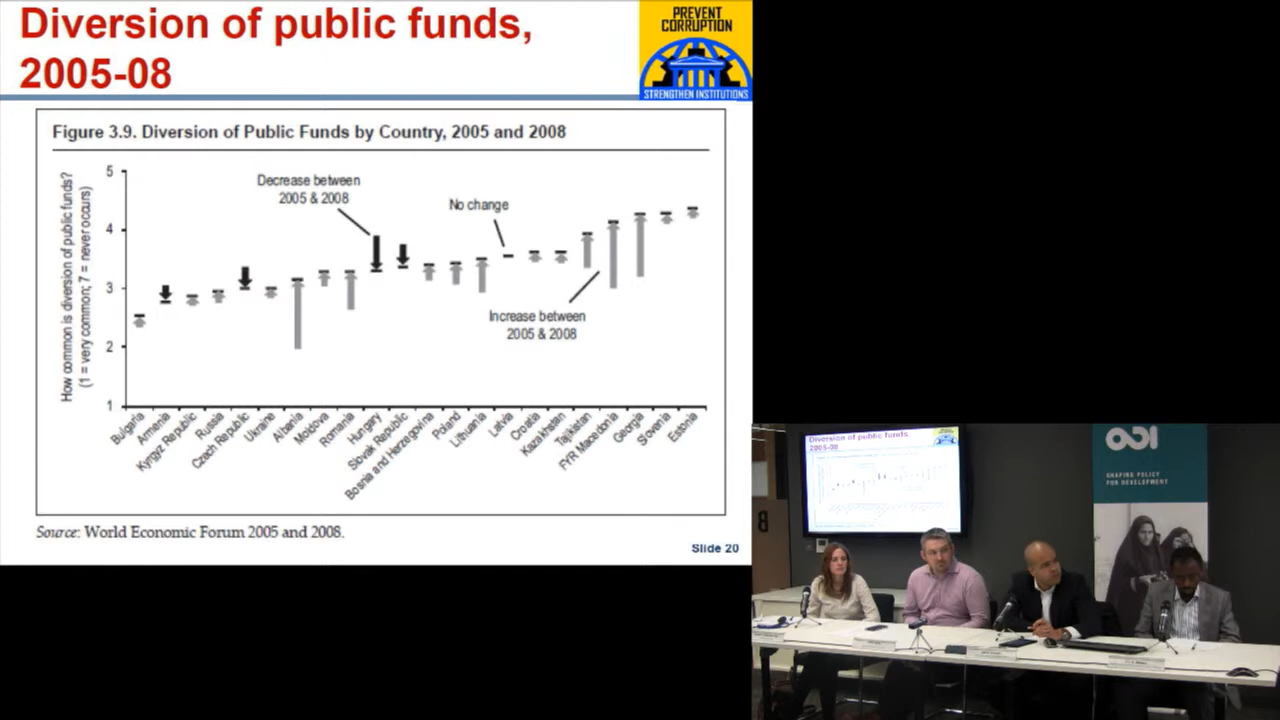 Diversion of public funds,
2005-08
PREVENT
CORRUPTION
STRENGTHEN INSTITUTIONS
Figure 3.9. Diversion of Public Funds by Country, 2005 and 2008
How common is diversion of public funds?
(1 = very common; 7 = never occurs)
5
4
3
2
1
Decrease between
2005 & 2008
No change
Increase between
2005 & 2008
Bulgaria
Armenia
Kyrgyz Republic
Russia
Czech Republic
Ukraine
Albania
Moldova
Romania
Hungary
Slovak Republic
Bosnia and Herzegovina
Poland
Lithuania
Latvia
Croatia
Kazakhstan
Tajikistan
FYR Macedonia
Georgia
Slovenia
Estonia
Source: World Economic Forum 2005 and 2008.
Slide 20
Diversion of public funds,
2005-08
odi
SHAPING POLICY
FOR DEVELOPMENT